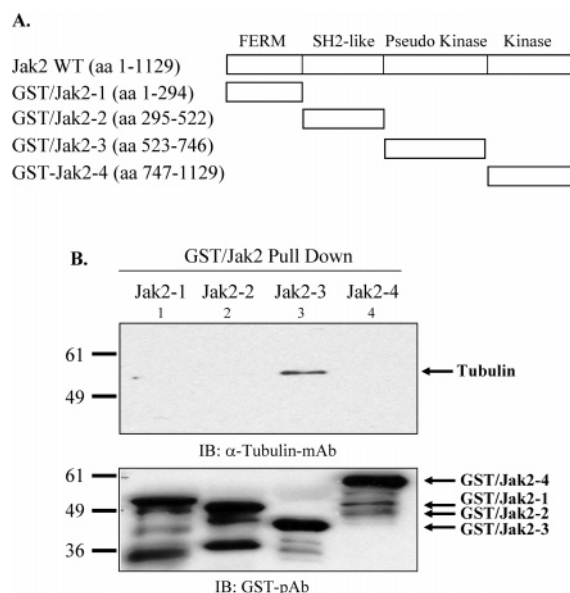 A.
FERM SH2-like Pseudo Kinase Kinase
Jak2 WT (aa 1-1129)
GST/Jak2-1 (aa 1-294)
GST/Jak2-2 (aa 295-522)
GST/Jak2-3 (aa 523-746)
GST-Jak2-4 (aa 747-1129)
B.
GST/Jak2 Pull Down
Jak2-1 Jak2-2 Jak2-3 Jak2-4
1 2 3 4
61
Tubulin
49
IB: α-Tubulin-mAb
61
GST/Jak2-4
GST/Jak2-1
49
GST/Jak2-2
GST/Jak2-3
36
IB: GST-pAb